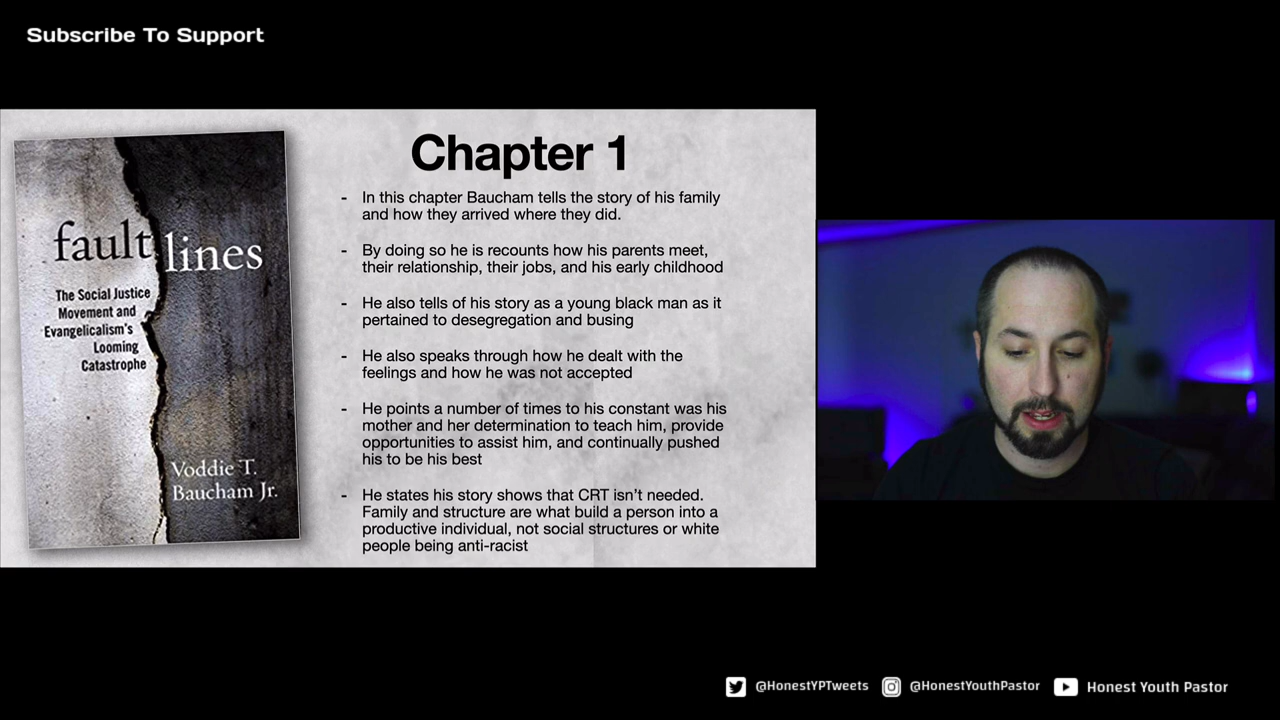 Subscribe To Support
fault lines
The Social Justice
Movement and
Evangelicalism's
Looming
Catastrophe
Voddie T.
Baucham Jr.
Chapter 1
- In this chapter Baucham tells the story of his family
and how they arrived where they did.
- By doing so he is recounts how his parents meet,
their relationship, their jobs, and his early childhood
- He also tells of his story as a young black man as it
pertained to desegregation and busing
- He also speaks through how he dealt with the
feelings and how he was not accepted
- He points a number of times to his constant was his
mother and her determination to teach him, provide
opportunities to assist him, and continually pushed
his to be his best
- He states his story shows that CRT isn't needed.
Family and structure are what build a person into a
productive individual, not social structures or white
people being anti-racist
@HonestYPTweets @HonestYouthPastor Honest Youth Pastor